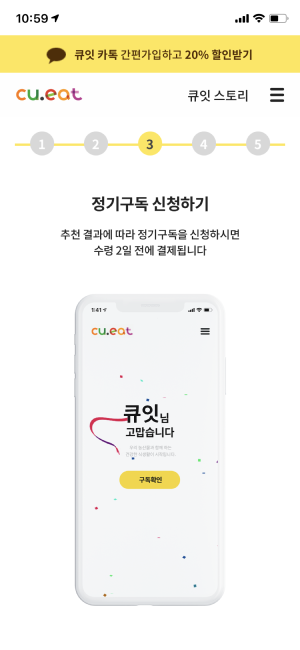 10:59
큐잇 카톡 간편가입하고 20% 할인받기
cu.eat
큐잇 스토리
1 2 3 4 5
정기구독 신청하기
추천 결과에 따라 정기구독을 신청하시면
수령 2일 전에 결제됩니다
1:41
cu.eat
큐잇님
고맙습니다
구독확인